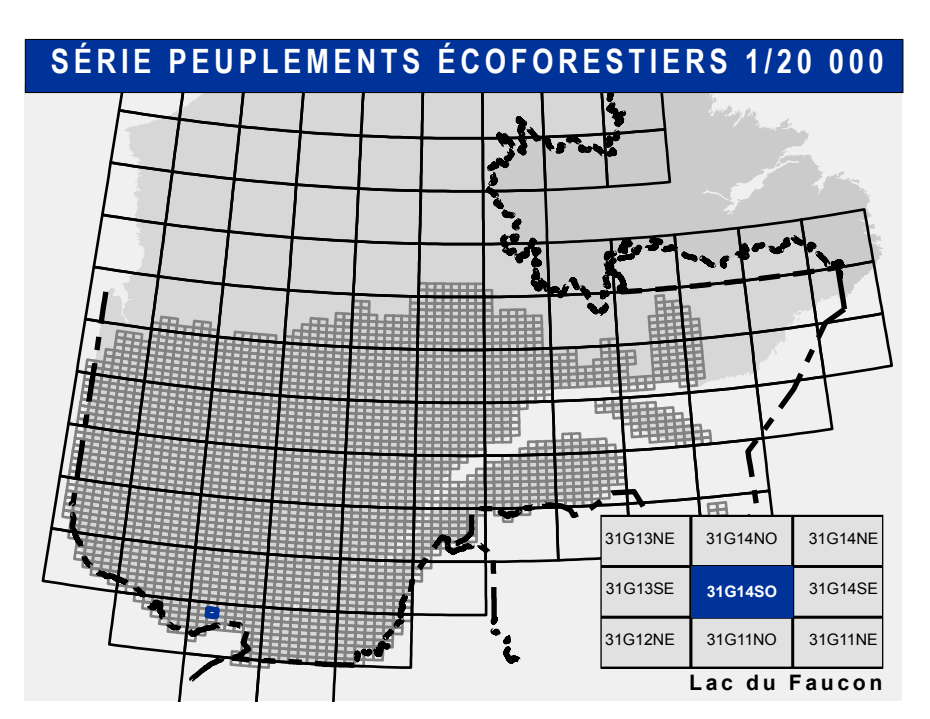 SÉRIE PEUPLEMENTS ÉCOFORESTIERS 1/20 000
31G13NE 31G14NO 31G14NE
31G13SE 31G14SO 31G14SE
31G12NE 31G11NO 31G11NE
Lac du Faucon